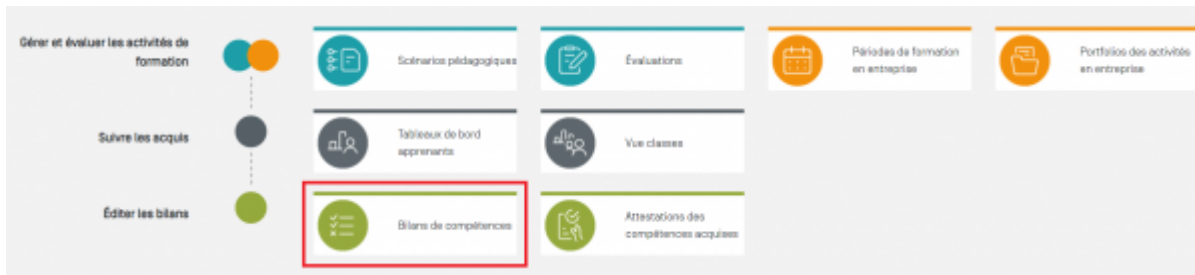 Gérer et évaluer les activités de
formation
Scénarios pédagogiques
Évaluations
Périodes de formation
en entreprise
Portfolios des activités
en entreprise
Suivre les acquis
Tableaux de bord
apprenants
Vue classes
Éditer les bilans
Bilans de compétences
Attestations des
compétences acquises